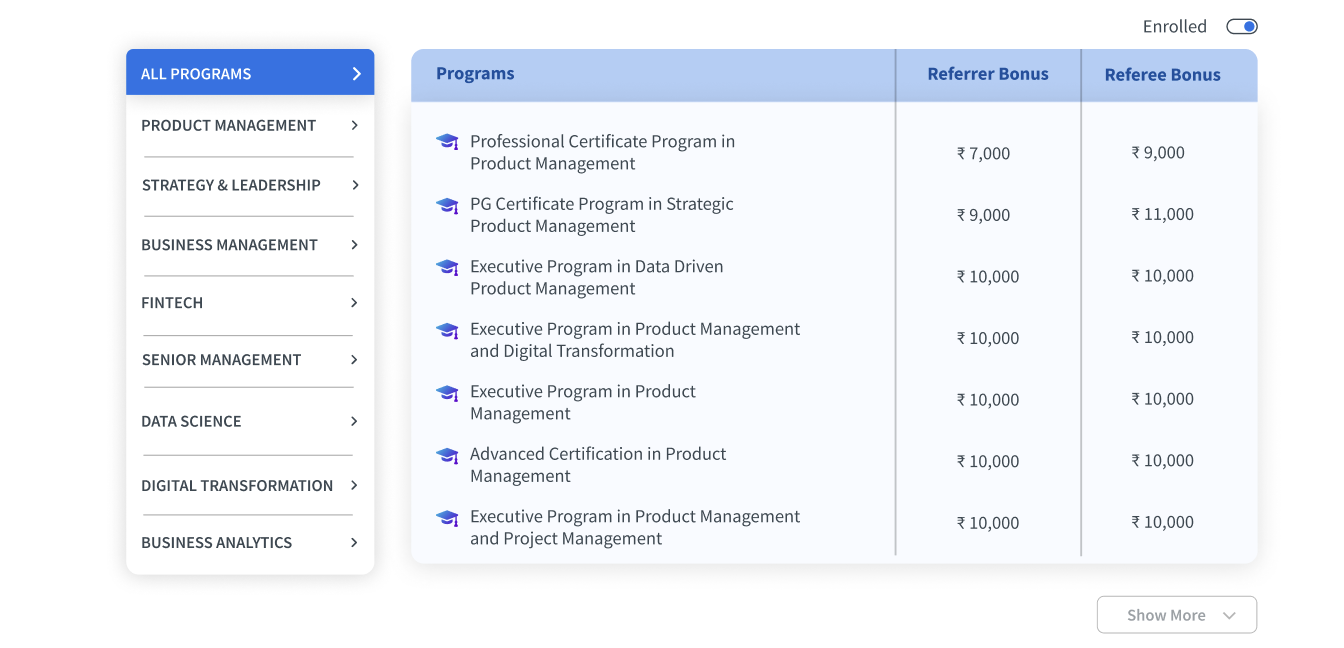 Enrolled
ALL PROGRAMS
PRODUCT MANAGEMENT
STRATEGY & LEADERSHIP
BUSINESS MANAGEMENT
FINTECH
SENIOR MANAGEMENT
DATA SCIENCE
DIGITAL TRANSFORMATION
BUSINESS ANALYTICS
Programs Referrer Bonus Referee Bonus
Professional Certificate Program in
Product Management
₹ 7,000 ₹ 9,000
PG Certificate Program in Strategic
Product Management
₹ 9,000 ₹ 11,000
Executive Program in Data Driven
Product Management
₹ 10,000 ₹ 10,000
Executive Program in Product Management
and Digital Transformation
₹ 10,000 ₹ 10,000
Executive Program in Product
Management
₹ 10,000 ₹ 10,000
Advanced Certification in Product
Management
₹ 10,000 ₹ 10,000
Executive Program in Product Management
and Project Management
₹ 10,000 ₹ 10,000
Show More